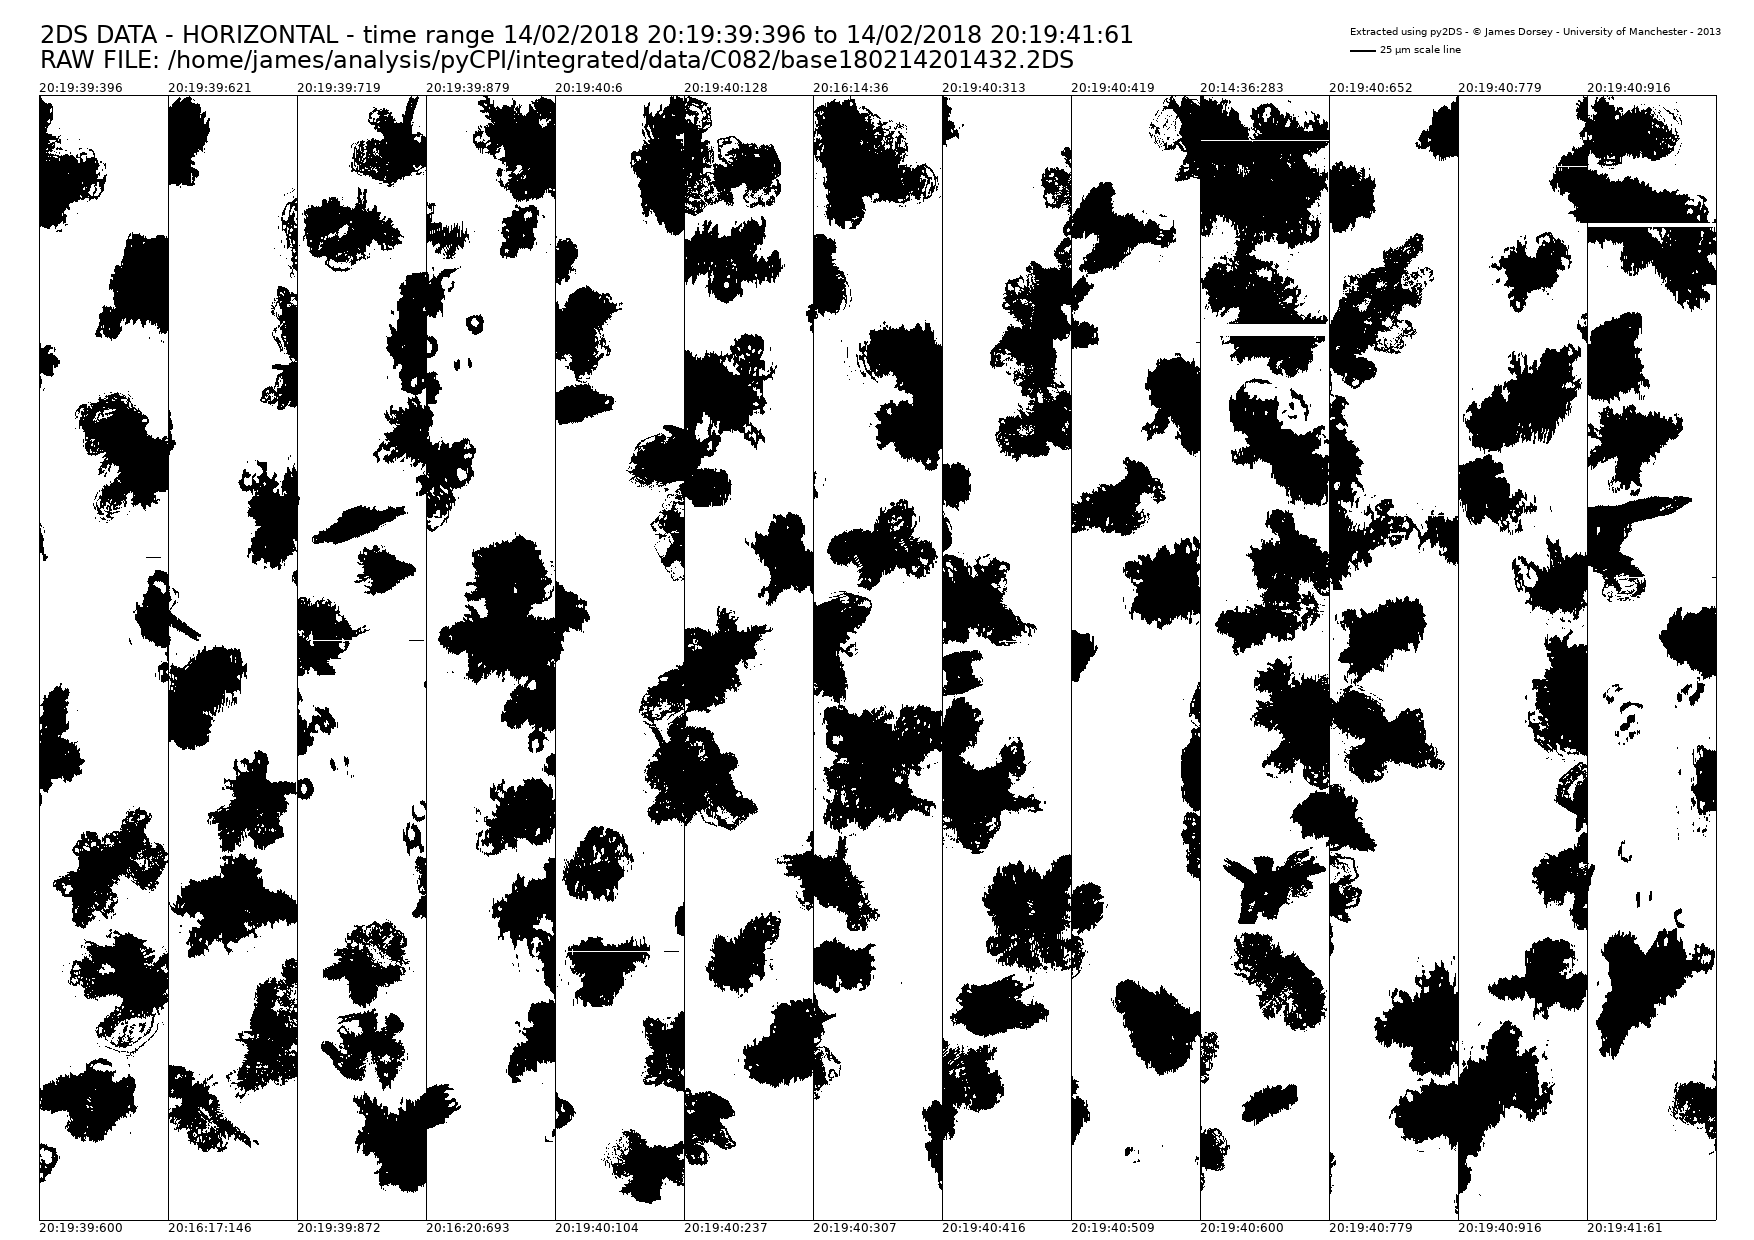 2DS DATA - HORIZONTAL - time range 14/02/2018 20:19:39:396 to 14/02/2018 20:19:41:61
RAW FILE: /home/james/analysis/pyCPI/integrated/data/C082/base180214201432.2DS
Extracted using py2DS - © James Dorsey - University of Manchester - 2013
25 µm scale line
20:19:39:396 20:19:39:621 20:19:39:719 20:19:39:879 20:19:40:6 20:19:40:128 20:16:14:36 20:19:40:313 20:19:40:419 20:14:36:283 20:19:40:652 20:19:40:779 20:19:40:916
20:19:39:600 20:16:17:146 20:19:39:872 20:16:20:693 20:19:40:104 20:19:40:237 20:19:40:307 20:19:40:416 20:19:40:509 20:19:40:600 20:19:40:779 20:19:40:916 20:19:41:61